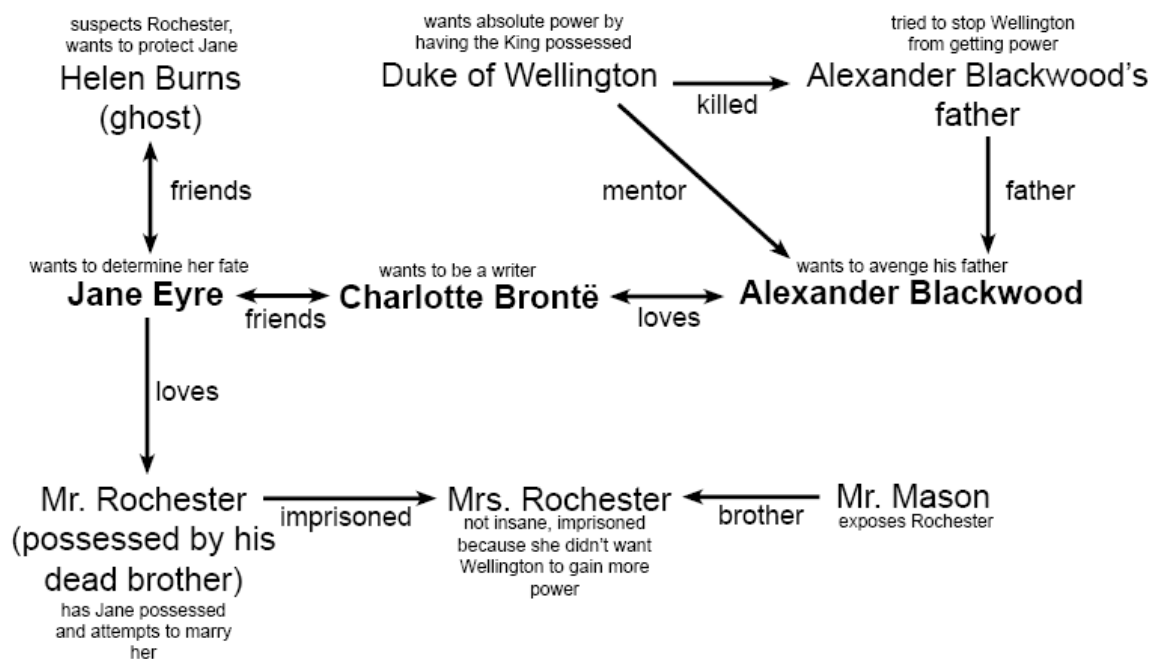 suspects Rochester,
wants to protect Jane
Helen Burns
(ghost)
wants absolute power by
having the King possessed
Duke of Wellington
killed
tried to stop Wellington
from getting power
Alexander Blackwood's
father
friends
mentor
father
wants to determine her fate
Jane Eyre
friends
wants to be a writer
Charlotte Brontë
loves
wants to avenge his father
Alexander Blackwood
loves
Mr. Rochester
(possessed by his
dead brother)
has Jane possessed
and attempts to marry
her
imprisoned
Mrs. Rochester
not insane, imprisoned
because she didn't want
Wellington to gain more
power
brother
Mr. Mason
exposes Rochester